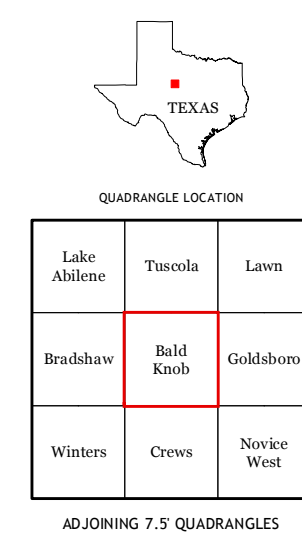 TEXAS
QUADRANGLE LOCATION
Lake
Abilene
Tuscola
Lawn
Bradshaw
Bald
Knob
Goldsboro
Winters
Crews
Novice
West
ADJOINING 7.5' QUADRANGLES